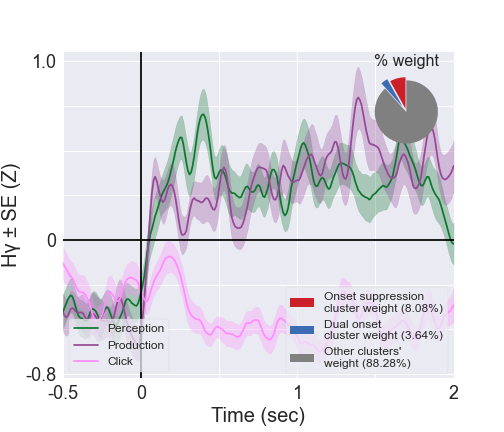 % weight
1.0
Hγ ± SE (Z)
0
-0.8
Onset suppression
cluster weight (8.08%)
Dual onset
cluster weight (3.64%)
Other clusters'
weight (88.28%)
Perception
Production
Click
-0.5
0
1
2
Time (sec)